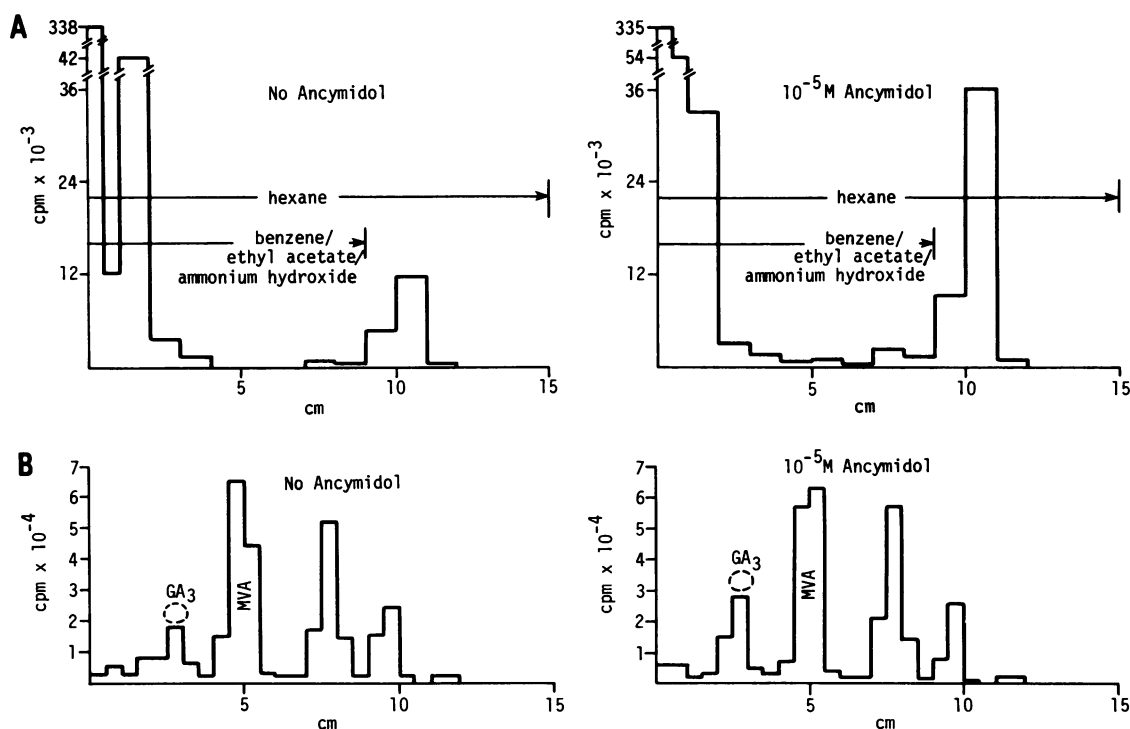 A
No Ancymidol
cpm x 10⁻³
338
42
36
24
12
hexane
benzene/
ethyl acetate/
ammonium hydroxide
5
10
15
cm
10⁻⁵M Ancymidol
cpm x 10⁻³
335
54
36
24
12
hexane
benzene/
ethyl acetate/
ammonium hydroxide
5
10
15
cm
B
No Ancymidol
cpm x 10⁻⁴
7
6
5
4
3
2
1
GA₃
MVA
5
10
cm
10⁻⁵M Ancymidol
cpm x 10⁻⁴
7
6
5
4
3
2
1
GA₃
MVA
5
10
15
cm